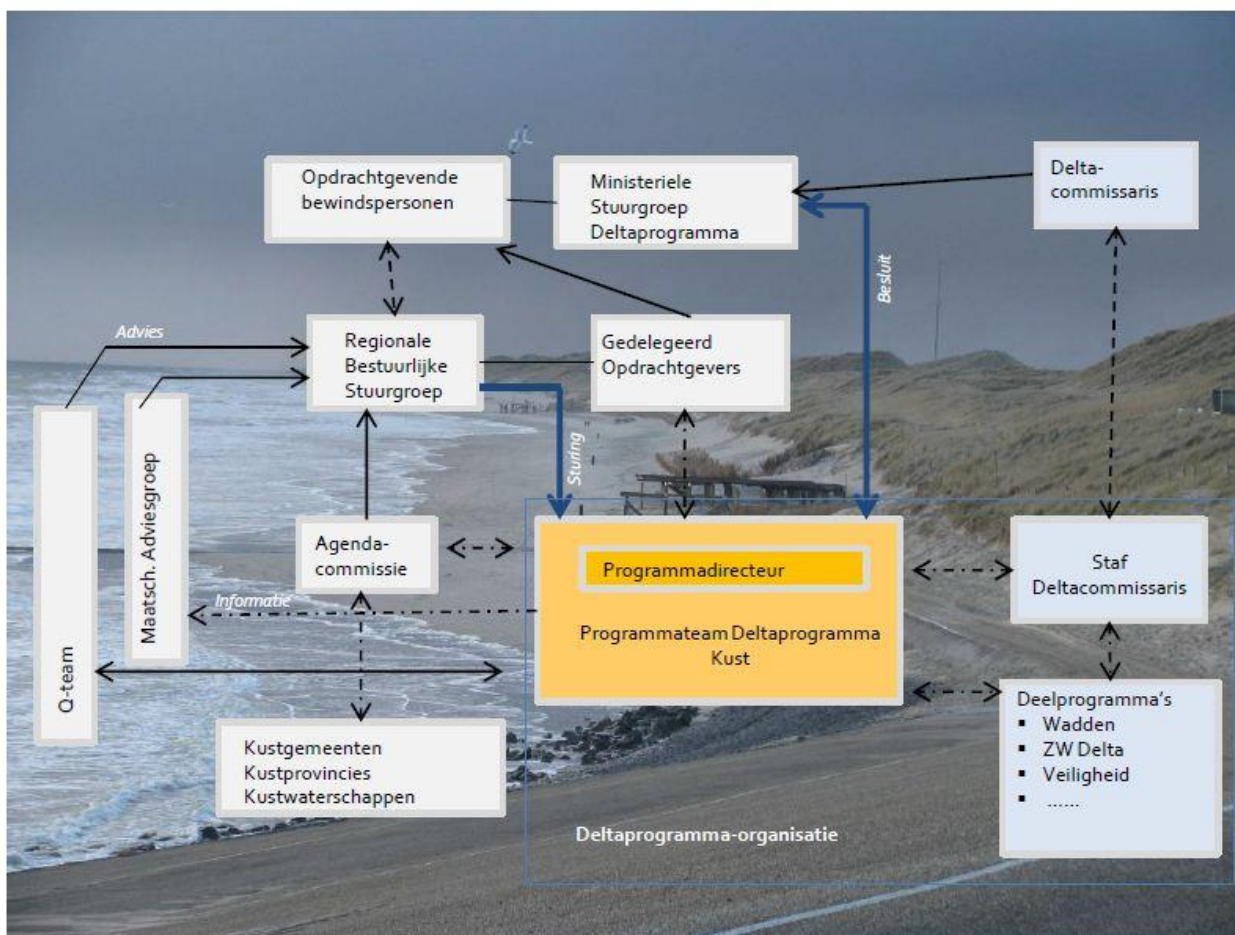 Opdrachtgevende
bewindspersonen
Ministeriele
Stuurgroep
Deltaprogramma
Delta-
commissaris
Besluit
Advies
Regionale
Bestuurlijke
Stuurgroep
Gedelegeerd
Opdrachtgevers
Sturing
Q-team
Maatsch. Adviesgroep
Agenda-
commissie
Informatie
Programmadirecteur
Programmateam Deltaprogramma
Kust
Staf
Deltacommissaris
Kustgemeenten
Kustprovincies
Kustwaterschappen
Deelprogramma's
▪ Wadden
▪ ZW Delta
▪ Veiligheid
▪ ......
Deltaprogramma-organisatie